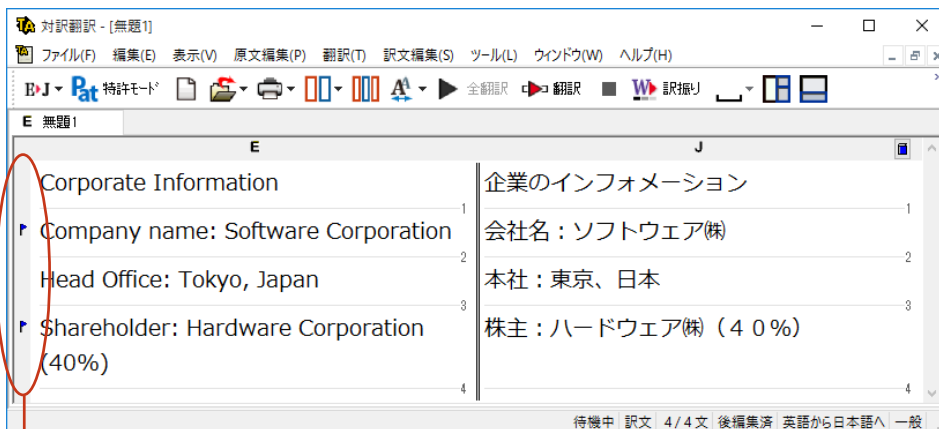 対訳翻訳 - [無題1]
ファイル(F) 編集(E) 表示(V) 原文編集(P) 翻訳(T) 訳文編集(S) ツール(L) ウィンドウ(W) ヘルプ(H)
E▸J Pat 特許モード 全翻訳 翻訳 W 訳振り
E 無題1
E J
Corporate Information 企業のインフォメーション
1 1
Company name: Software Corporation 会社名：ソフトウェア㈱
2 2
Head Office: Tokyo, Japan 本社：東京、日本
3 3
Shareholder: Hardware Corporation 株主：ハードウェア㈱（４０%）
(40%)
4 4
待機中 訳文 4/4文 後編集済 英語から日本語へ 一般